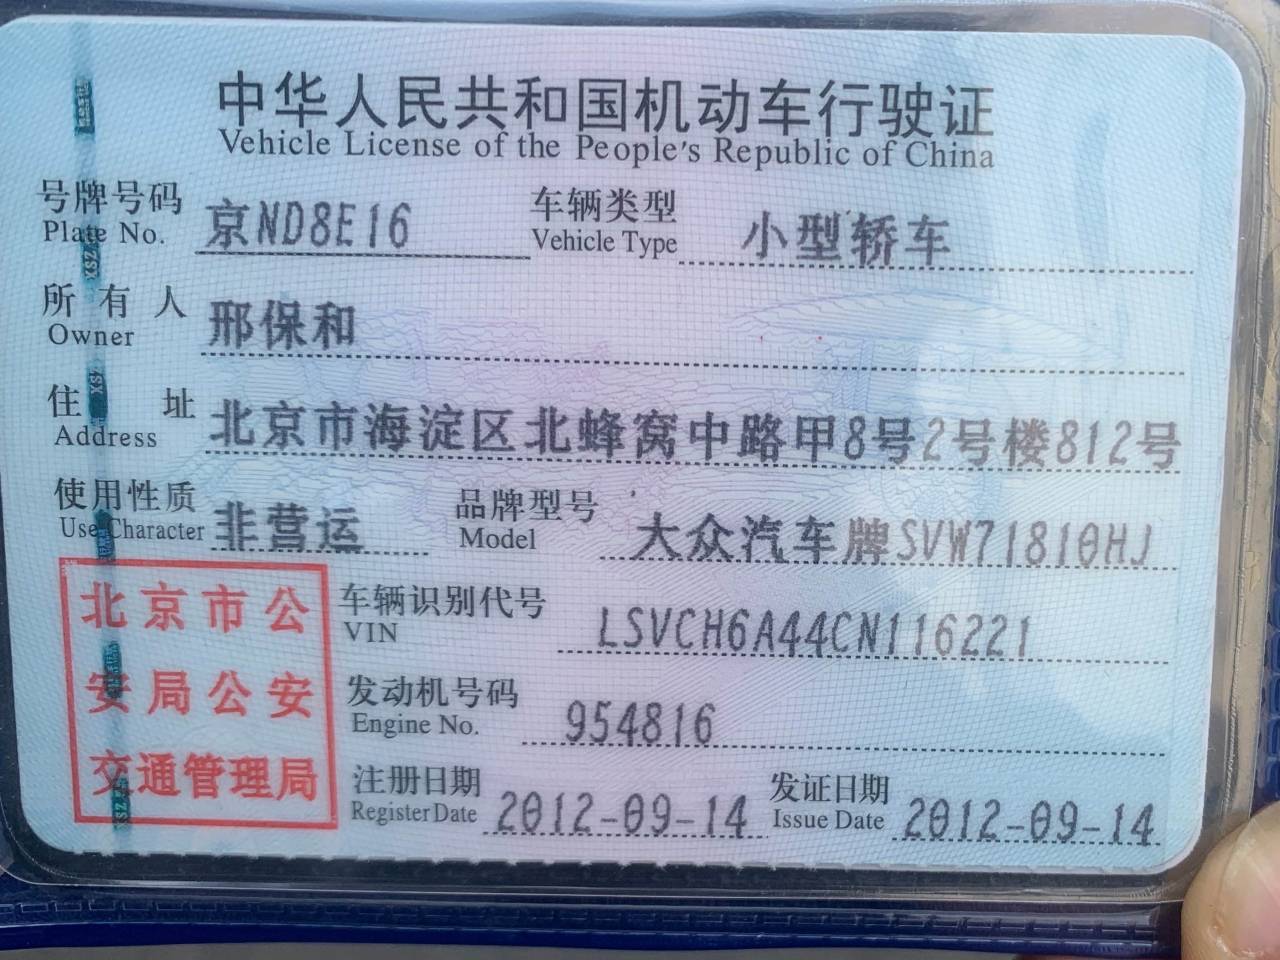 中华人民共和国机动车行驶证
Vehicle License of the People's Republic of China
号牌号码 京ND8E16 车辆类型 小型轿车
Plate No. Vehicle Type
所有人 邢保和
Owner
住址 北京市海淀区北蜂窝中路甲8号2号楼812号
Address
使用性质 非营运 品牌型号 大众汽车牌SVW71810HJ
Use Character Model
北京市公
安局公安
交通管理局
车辆识别代号 LSVCH6A44CN116221
VIN
发动机号码 954816
Engine No.
注册日期 2012-09-14 发证日期 2012-09-14
Register Date Issue Date